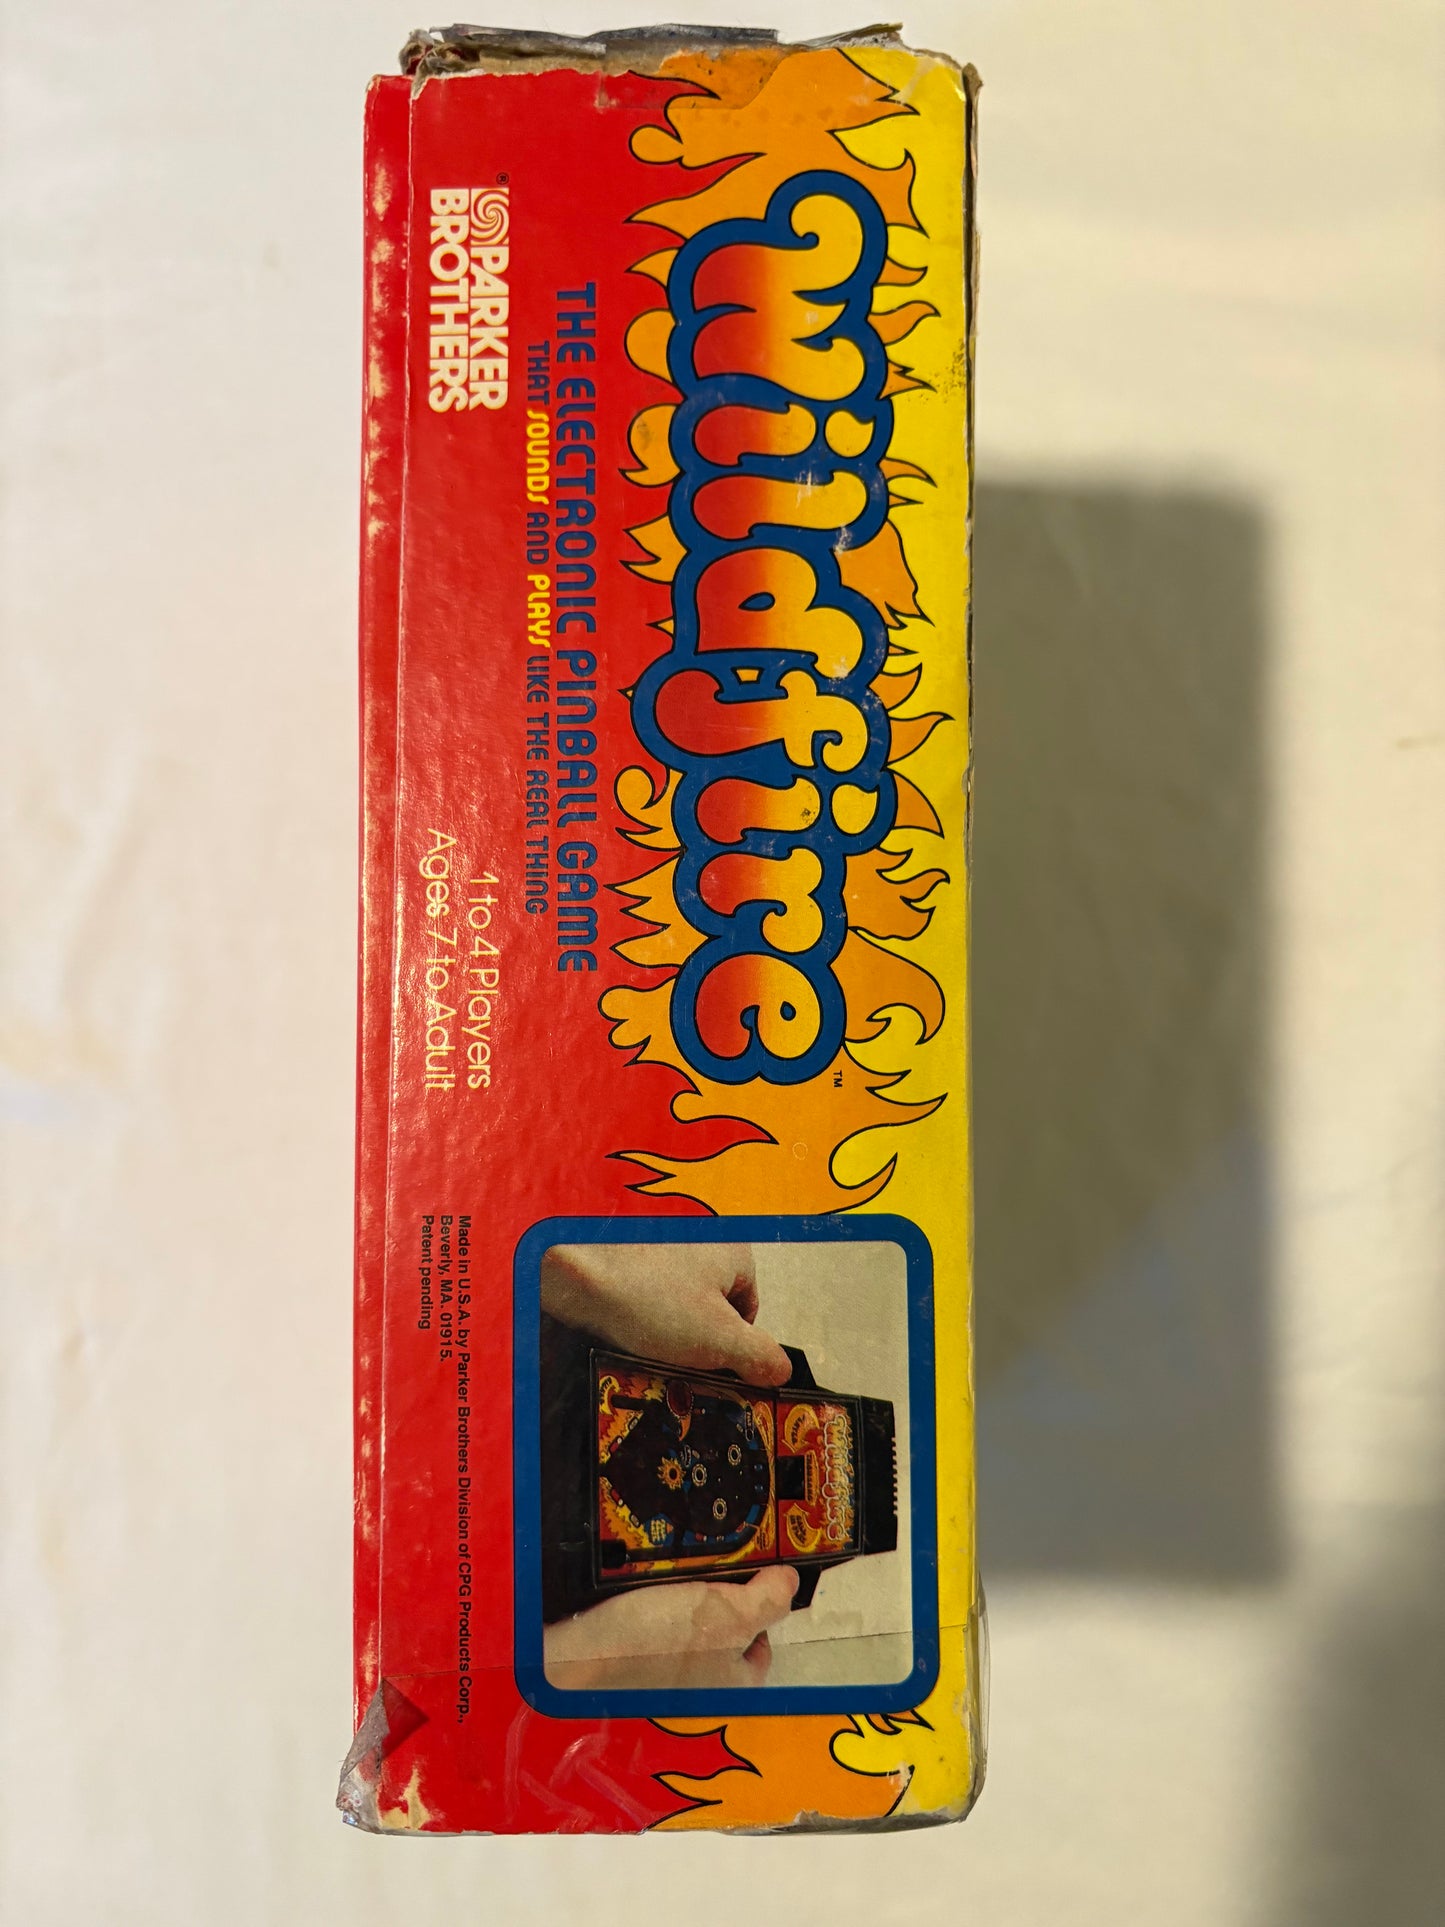 Wildfire™
THE ELECTRONIC PINBALL GAME
THAT SOUNDS AND PLAYS LIKE THE REAL THING
PARKER
BROTHERS®
1 to 4 Players
Ages 7 to Adult
Made in U.S.A. by Parker Brothers Division of CPG Products Corp.,
Beverly, MA. 01915.
Patent pending
Wildfire